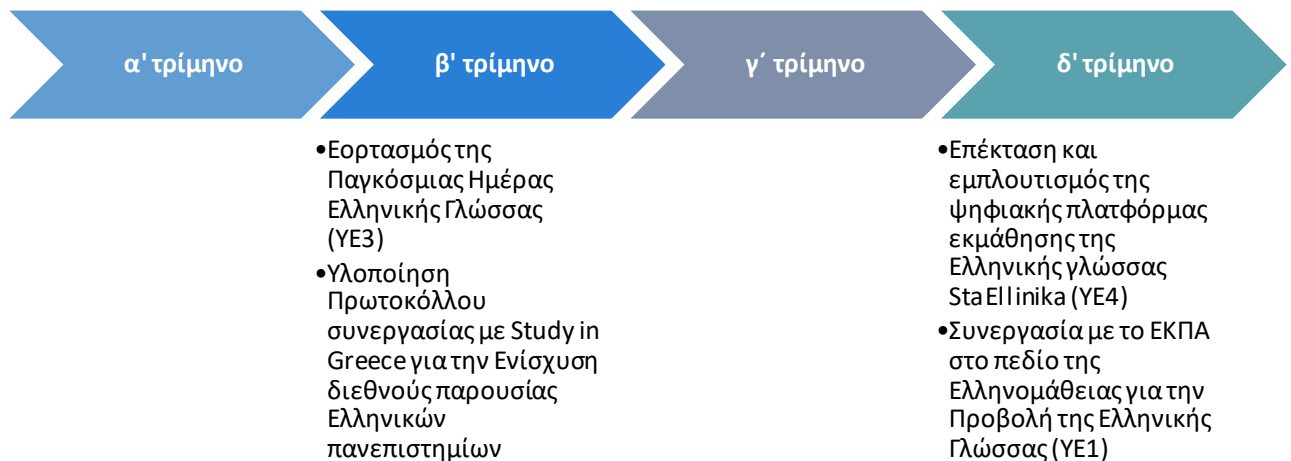 α' τρίμηνο
β' τρίμηνο
γ΄ τρίμηνο
δ' τρίμηνο
•Εορτασμός της
Παγκόσμιας Ημέρας
Ελληνικής Γλώσσας
(ΥΕ3)
•Υλοποίηση
Πρωτοκόλλου
συνεργασίας με Study in
Greece για την Ενίσχυση
διεθνούς παρουσίας
Ελληνικών
πανεπιστημίων
•Επέκταση και
εμπλουτισμός της
ψηφιακής πλατφόρμας
εκμάθησης της
Ελληνικής γλώσσας
StaEllinika (ΥΕ4)
•Συνεργασία με το ΕΚΠΑ
στο πεδίο της
Ελληνομάθειας για την
Προβολή της Ελληνικής
Γλώσσας (ΥΕ1)